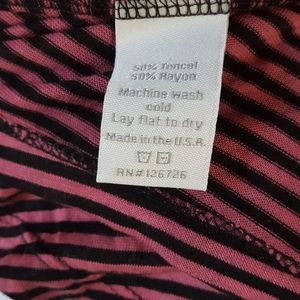 50% Tencel
50% Rayon
Machine wash
cold
Lay flat to dry
Made in the U.S.A.
RN#126726